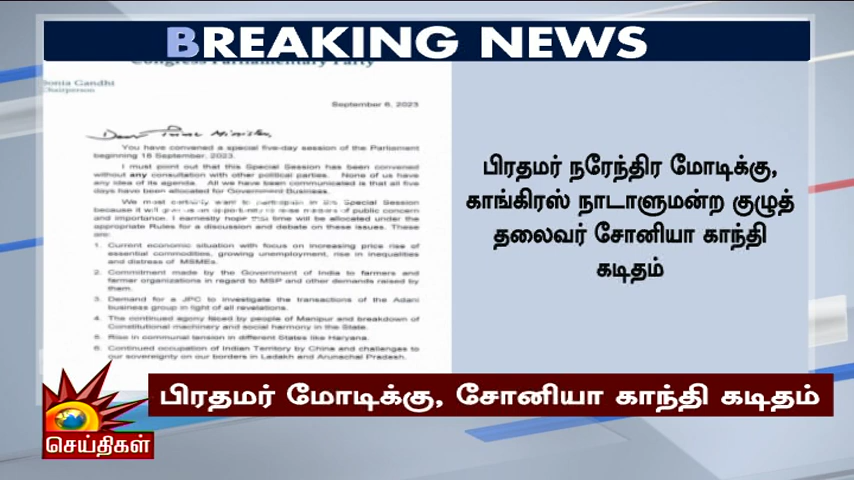 BREAKING NEWS
Congress Parliamentary Party
Sonia Gandhi
Chairperson
September 6, 2023
Dear Prime Minister,
You have convened a special five-day session of the Parliament
beginning 18 September, 2023.
I must point out that this Special Session has been convened
without any consultation with other political parties. None of us have
any idea of its agenda. All we have been communicated is that all five
days have been allocated for Government Business.
We most certainly want to participate in the Special Session
because it will give us an opportunity to raise matters of public concern
and importance. I earnestly hope that time will be allocated under the
appropriate Rules for a discussion and debate on these issues. These
are:
1. Current economic situation with focus on increasing price rise of
essential commodities, growing unemployment, rise in inequalities
and distress of MSMEs.
2. Commitment made by the Government of India to farmers and
farmer organizations in regard to MSP and other demands raised by
them.
3. Demand for a JPC to investigate the transactions of the Adani
business group in light of all revelations.
4. The continued agony faced by people of Manipur and breakdown of
Constitutional machinery and social harmony in the State.
5. Rise in communal tension in different States like Haryana.
6. Continued occupation of Indian Territory by China and challenges to
our sovereignty on our borders in Ladakh and Arunachal Pradesh.
பிரதமர் நரேந்திர மோடிக்கு,
காங்கிரஸ் நாடாளுமன்ற குழுத்
தலைவர் சோனியா காந்தி
கடிதம்
பிரதமர் மோடிக்கு, சோனியா காந்தி கடிதம்
செய்திகள்